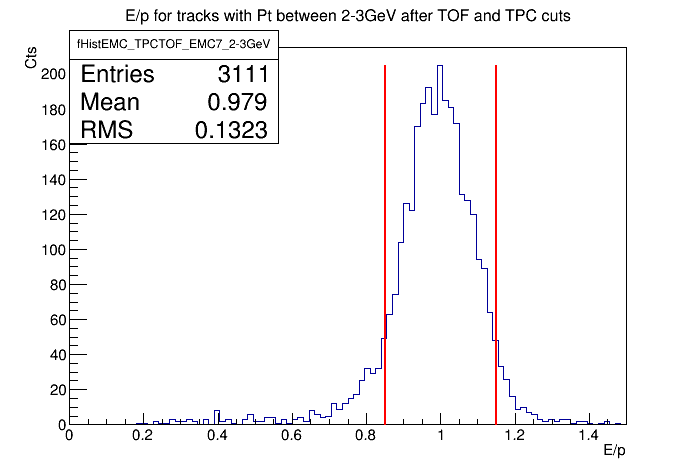 E/p for tracks with Pt between 2-3GeV after TOF and TPC cuts
Cts
fHistEMC_TPCTOF_EMC7_2-3GeV
Entries 3111
Mean 0.979
RMS 0.1323
200
180
160
140
120
100
80
60
40
20
0
0 0.2 0.4 0.6 0.8 1 1.2 1.4
E/p